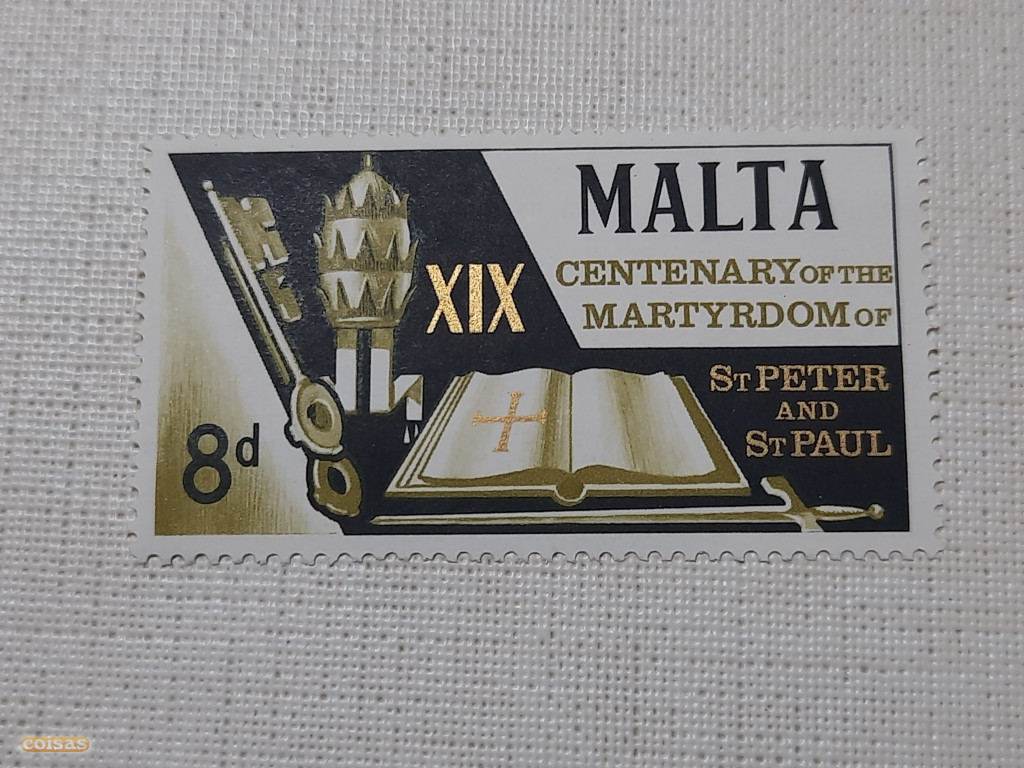 MALTA
XIX
CENTENARY OF THE
MARTYRDOM OF
ST PETER
AND
ST PAUL
8d
coisas